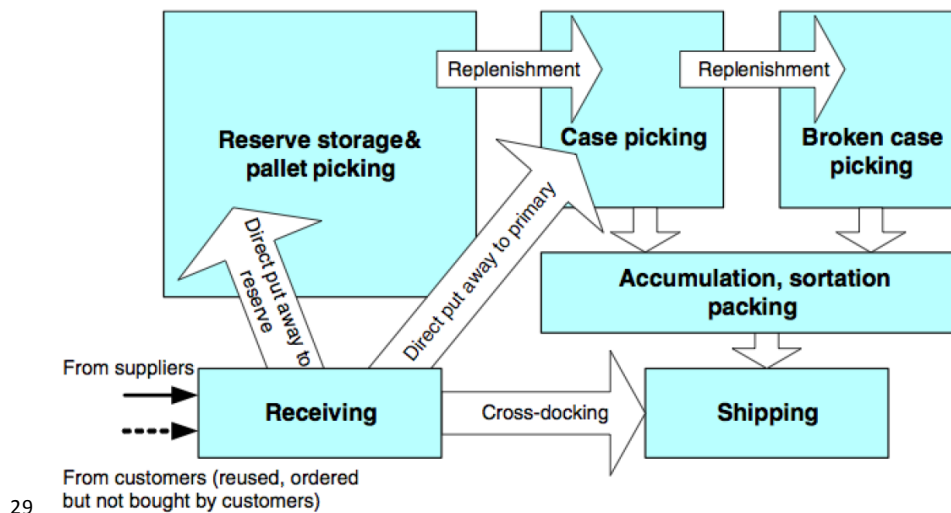 Replenishment
Replenishment
Reserve storage&
pallet picking
Case picking
Broken case
picking
Direct put away to
reserve
Direct put away to primary
Accumulation, sortation
packing
From suppliers
Receiving
Cross-docking
Shipping
From customers (reused, ordered
but not bought by customers)
29